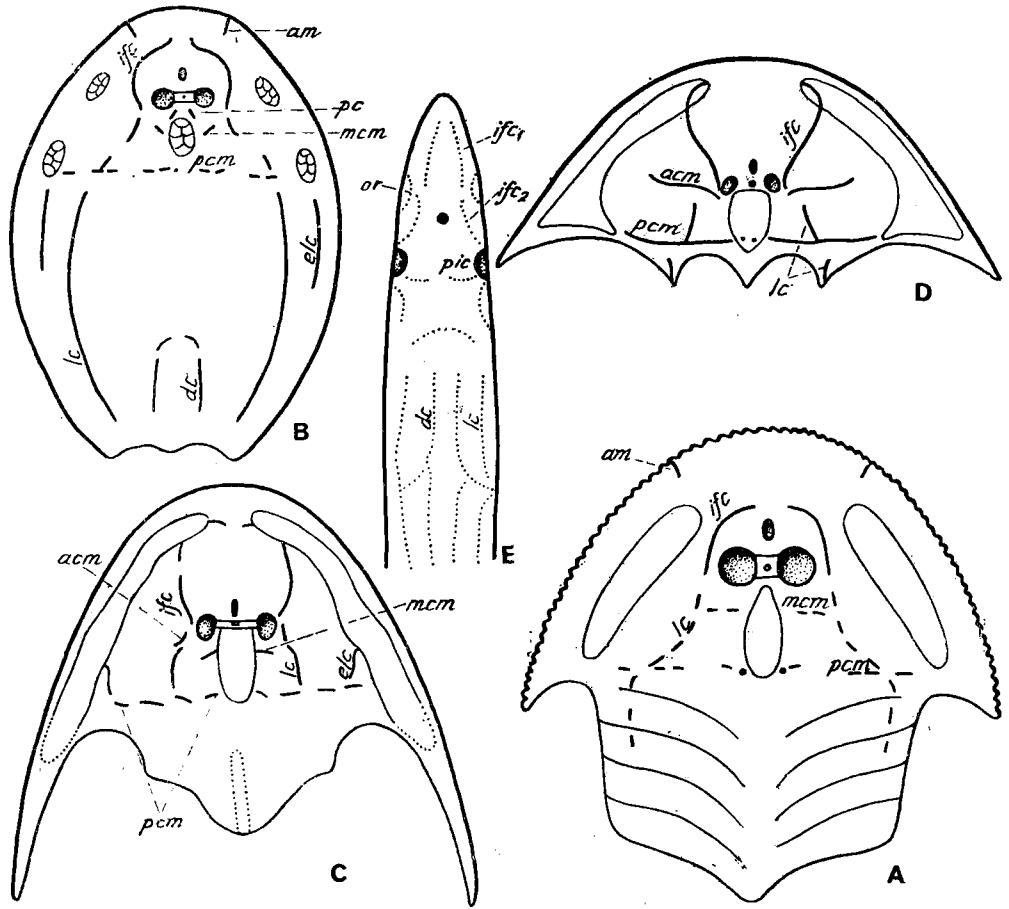 am
ifc
pc
mcm
pcm
elc
lc
dc
B
ifc₁
or
ifc₂
pic
dc
lc
E
ifc
acm
pcm
lc
D
acm
ifc
mcm
lc
elc
pcm
C
am
ifc
mcm
lc
pcm
A